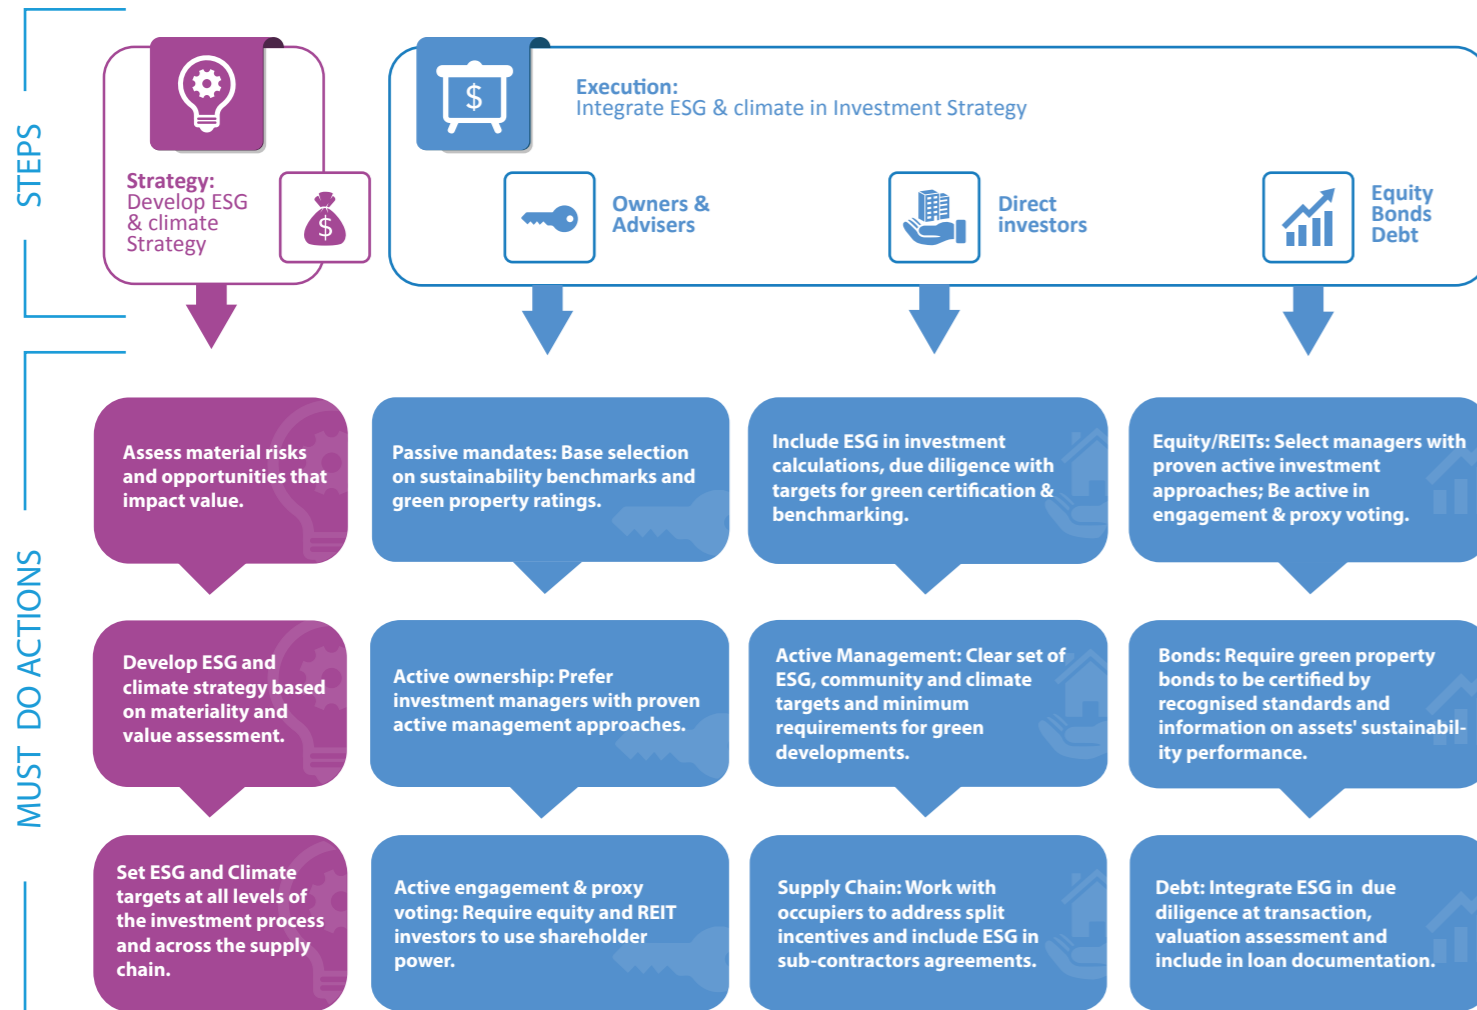 STEPS
Strategy:
Develop ESG
& climate
Strategy
$
$
Execution:
Integrate ESG & climate in Investment Strategy
Owners &
Advisers
Direct
investors
Equity
Bonds
Debt
MUST DO ACTIONS
Assess material risks
and opportunities that
impact value.
Passive mandates: Base selection
on sustainability benchmarks and
green property ratings.
Include ESG in investment
calculations, due diligence with
targets for green certification &
benchmarking.
Equity/REITs: Select managers with
proven active investment
approaches; Be active in
engagement & proxy voting.
Develop ESG and
climate strategy based
on materiality and
value assessment.
Active ownership: Prefer
investment managers with proven
active management approaches.
Active Management: Clear set of
ESG, community and climate
targets and minimum
requirements for green
developments.
Bonds: Require green property
bonds to be certified by
recognised standards and
information on assets' sustainabil-
ity performance.
Set ESG and Climate
targets at all levels of
the investment process
and across the supply
chain.
Active engagement & proxy
voting: Require equity and REIT
investors to use shareholder
power.
Supply Chain: Work with
occupiers to address split
incentives and include ESG in
sub-contractors agreements.
Debt: Integrate ESG in due
diligence at transaction,
valuation assessment and
include in loan documentation.